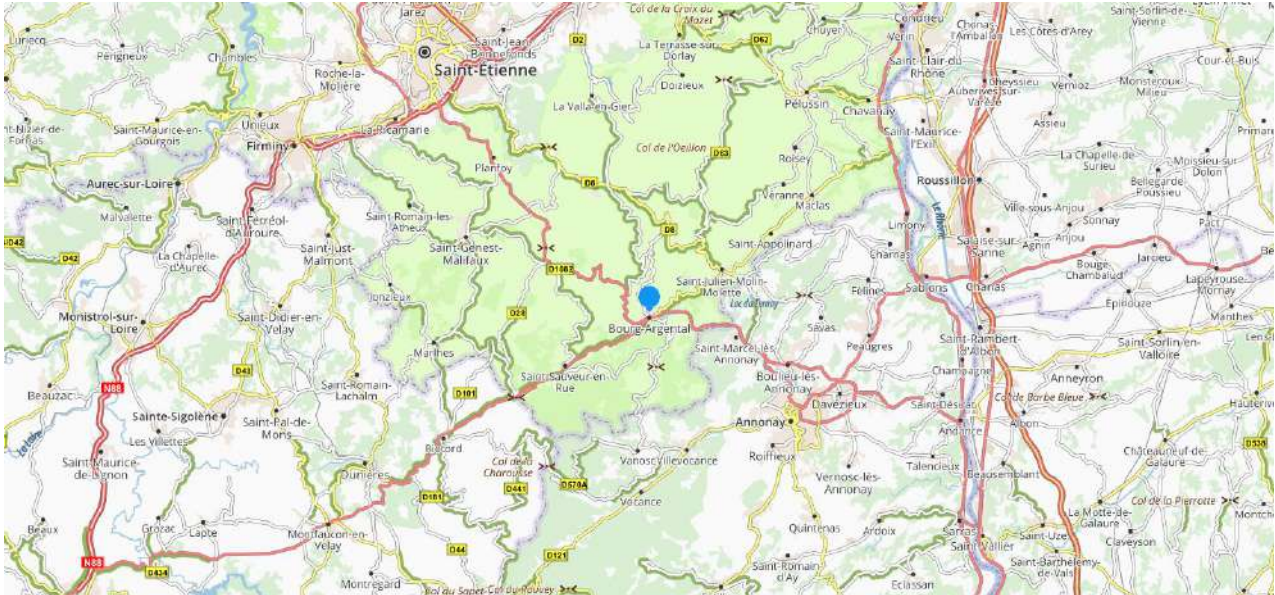 Col de la Croix du
Mazet
Condrieu
Vérin
Chonas
l'Amballan
Saint-Sorlin-de-
Vienne
Luriecq
Périgneux
Chambles
Jarez
Saint-Jean
Bonnefonds
D2
La Terrasse-sur-
Dorlay
D62
Chuyer
Les Côtes-d'Arey
Saint-Etienne
Roche-la-
Molière
Doizieux
Saint-Clair-du
Rhône
Cheyssieu
Auberives-sur-
Varèze
Vernioz
Monsteroux-
Milieu
Cour-et-Buis
La Valla-en-Gier
Pélussin
Chavanay
Saint-Maurice-en-
Gourgois
Unieux
La Ricamarie
Firminy
Saint-Maurice-
l'Exil
Assieu
Col de l'Oeillon
D63
Roisey
La Chapelle-de-
Surieu
Moissieu-sur
Dolon
Planfoy
D8
Aurec-sur-Loire
Roussillon
Bellegarde
Poussieu
Malvalette
Saint-Romain-les-
Atheux
Véranne
Maclas
Ville-sous-Anjou
Sonnay
Saint-Ferréol-
d'Auroure
Limony
Le Rhône
Pact
D42
D42
La Chapelle-
d'Aurec
Saint-Just-
Malmont
Saint-Genest-
Malifaux
D8
Saint-Appolinard
Salaise-sur
Sanne
Agnin
Anjou
Charnas
Bougé-
Chambalud
Jarcieu
D1082
Saint-Julien-Molin-
Molette
Félines
Sablons
Chanas
Lapeyrouse-
Mornay
Jonzieux
Epinouze
Monistrol-sur-
Loire
Saint-Didier-en-
Velay
D28
Bourg-Argental
Savas
Manthes
Marlhes
Saint-Marcel-lès
Annonay
Peaugres
Saint-Rambert
d'Albon
Saint-Sorlin-en-
Valloire
D43
Saint-Sauveur-en-
Rue
Boulieu-lès-
Annonay
Champagne
Anneyron
N88
Saint-Romain-
Lachalm
D101
Davézieux
Saint-Désirat
Col de Barbe Bleue
Beauzac
Sainte-Sigolène
Saint-Pal-de-
Mons
Annonay
Andance
Albon
Hauteriv
Les Villettes
Riotord
D538
La Loire
Saint-Maurice-
de-Lignon
Col de la
Charousse
Vanosc
Villevocance
Roiffieux
Talencieux
Beausemblant
Châteauneuf-de-
Galaure
Dunières
D570A
D441
D181
Vernosc-lès-
Annonay
Vocance
Col de la Pierrotte
Beaux
Grazac
Lapte
Montfaucon-en
Velay
Quintenas
Ardoix
Sarras
La Motte-de-
Galaure
Saint-Uze
Claveyson
N88
D44
D121
Saint-Vallier
D434
Montregard
Saint-Romain
d'Ay
Eclassan
Saint-Barthélemy-
de-Vals